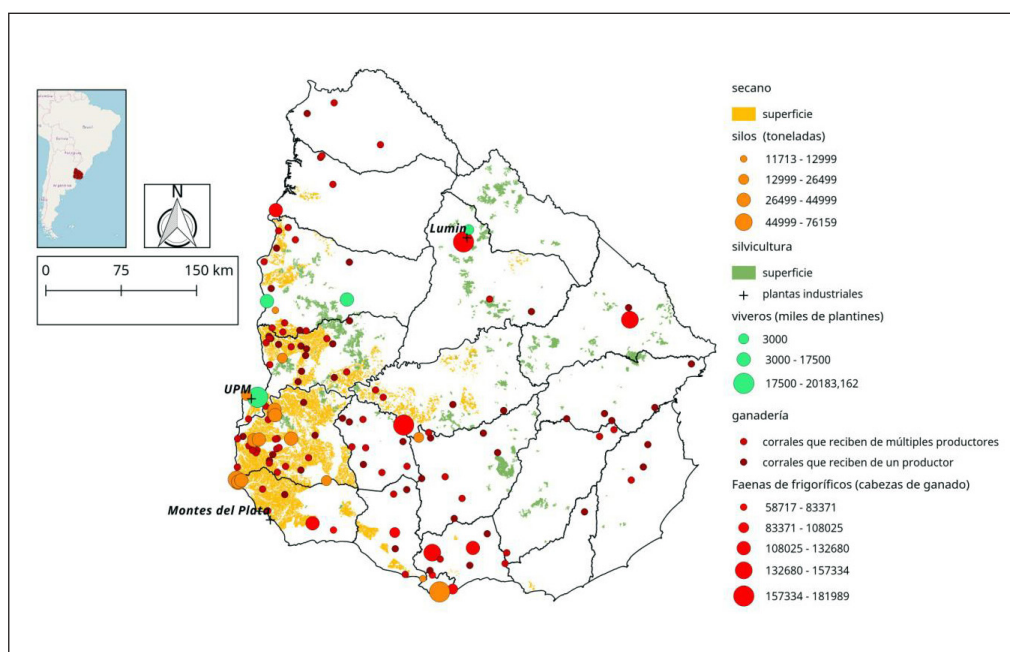 N
0 75 150 km
Lumin
UPM
Montes del Plata
secano
superficie
silos (toneladas)
11713 - 12999
12999 - 26499
26499 - 44999
44999 - 76159
silvicultura
superficie
plantas industriales
viveros (miles de plantines)
3000
3000 - 17500
17500 - 20183,162
ganadería
corrales que reciben de múltiples productores
corrales que reciben de un productor
Faenas de frigoríficos (cabezas de ganado)
58717 - 83371
83371 - 108025
108025 - 132680
132680 - 157334
157334 - 181989